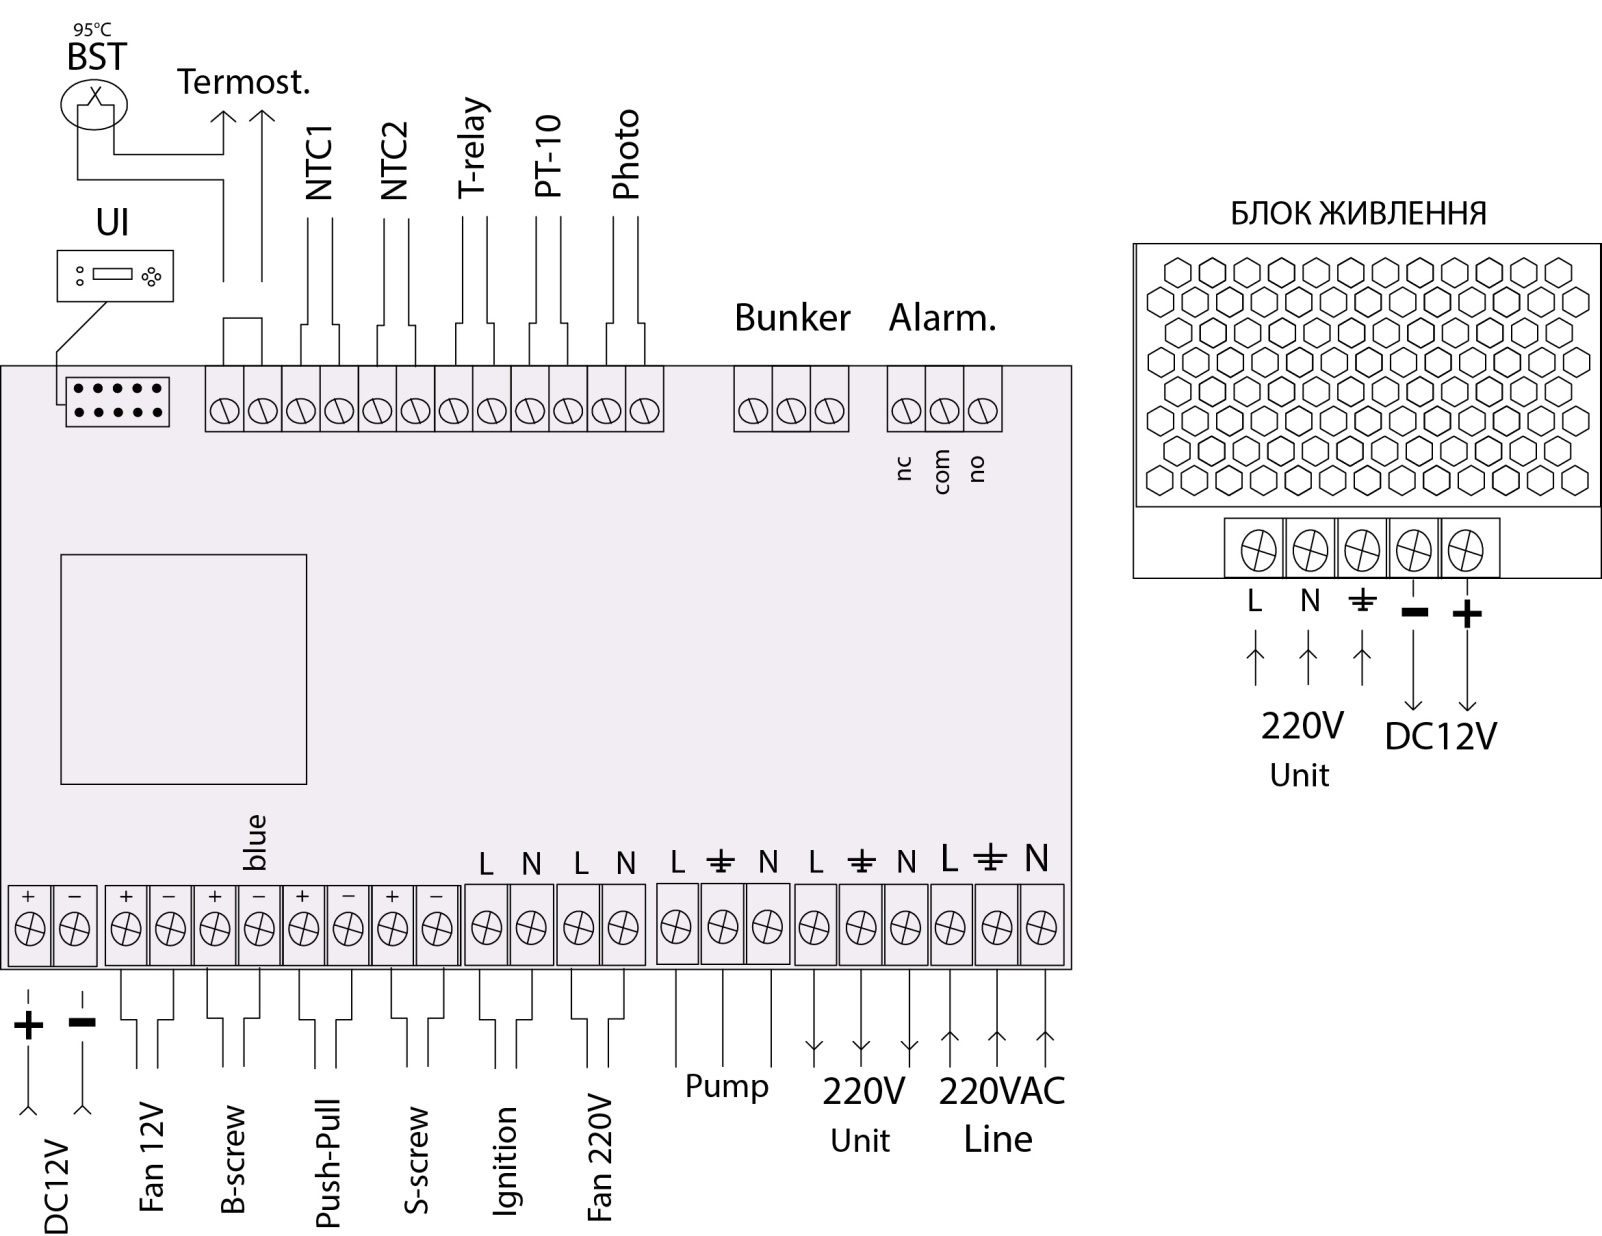 95°C
BST
Termost.
NTC1
NTC2
T-relay
PT-10
Photo
UI
Bunker
Alarm.
nc
com
no
БЛОК ЖИВЛЕННЯ
L N - +
220V
Unit
DC12V
blue
L N L N L N L N L N
+ - + - + - + - + -
+ -
DC12V
Fan 12V
B-screw
Push-Pull
S-screw
Ignition
Fan 220V
Pump
220V
Unit
220VAC
Line